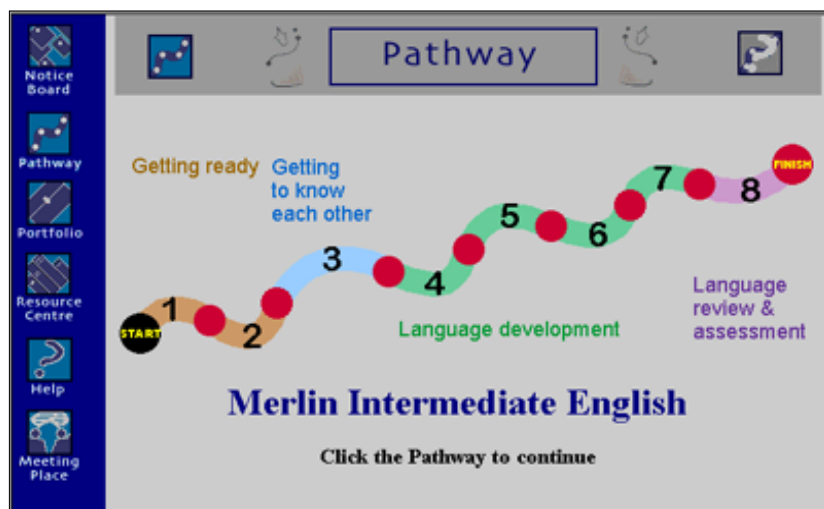 Pathway
Notice
Board
Pathway
Portfolio
Resource
Centre
Help
Meeting
Place
Getting ready
Getting
to know
each other
START
1
2
3
4
5
6
7
8
FINISH
Language development
Language
review &
assessment
Merlin Intermediate English
Click the Pathway to continue